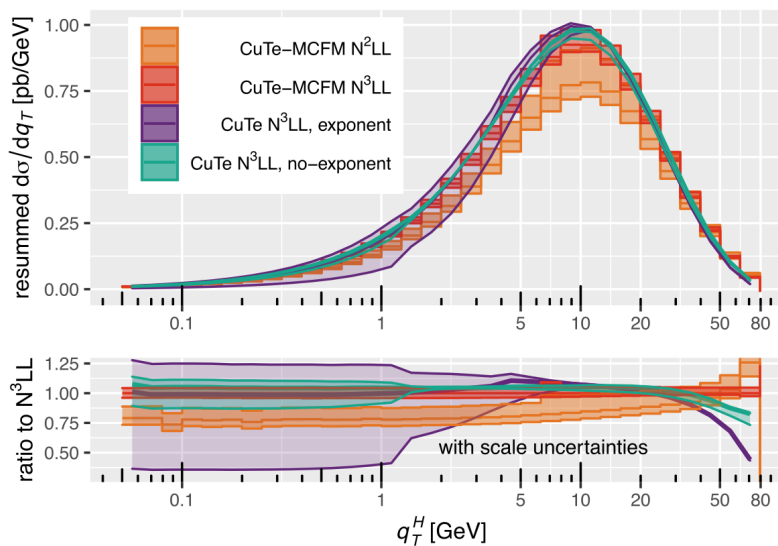 resummed dσ/dq_T [pb/GeV]
1.00
0.75
0.50
0.25
0.00
CuTe−MCFM N²LL
CuTe−MCFM N³LL
CuTe N³LL, exponent
CuTe N³LL, no−exponent
0.1 1 5 10 20 50 80
ratio to N³LL
1.25
1.00
0.75
0.50
with scale uncertainties
0.1 1 5 10 20 50 80
q_T^H [GeV]